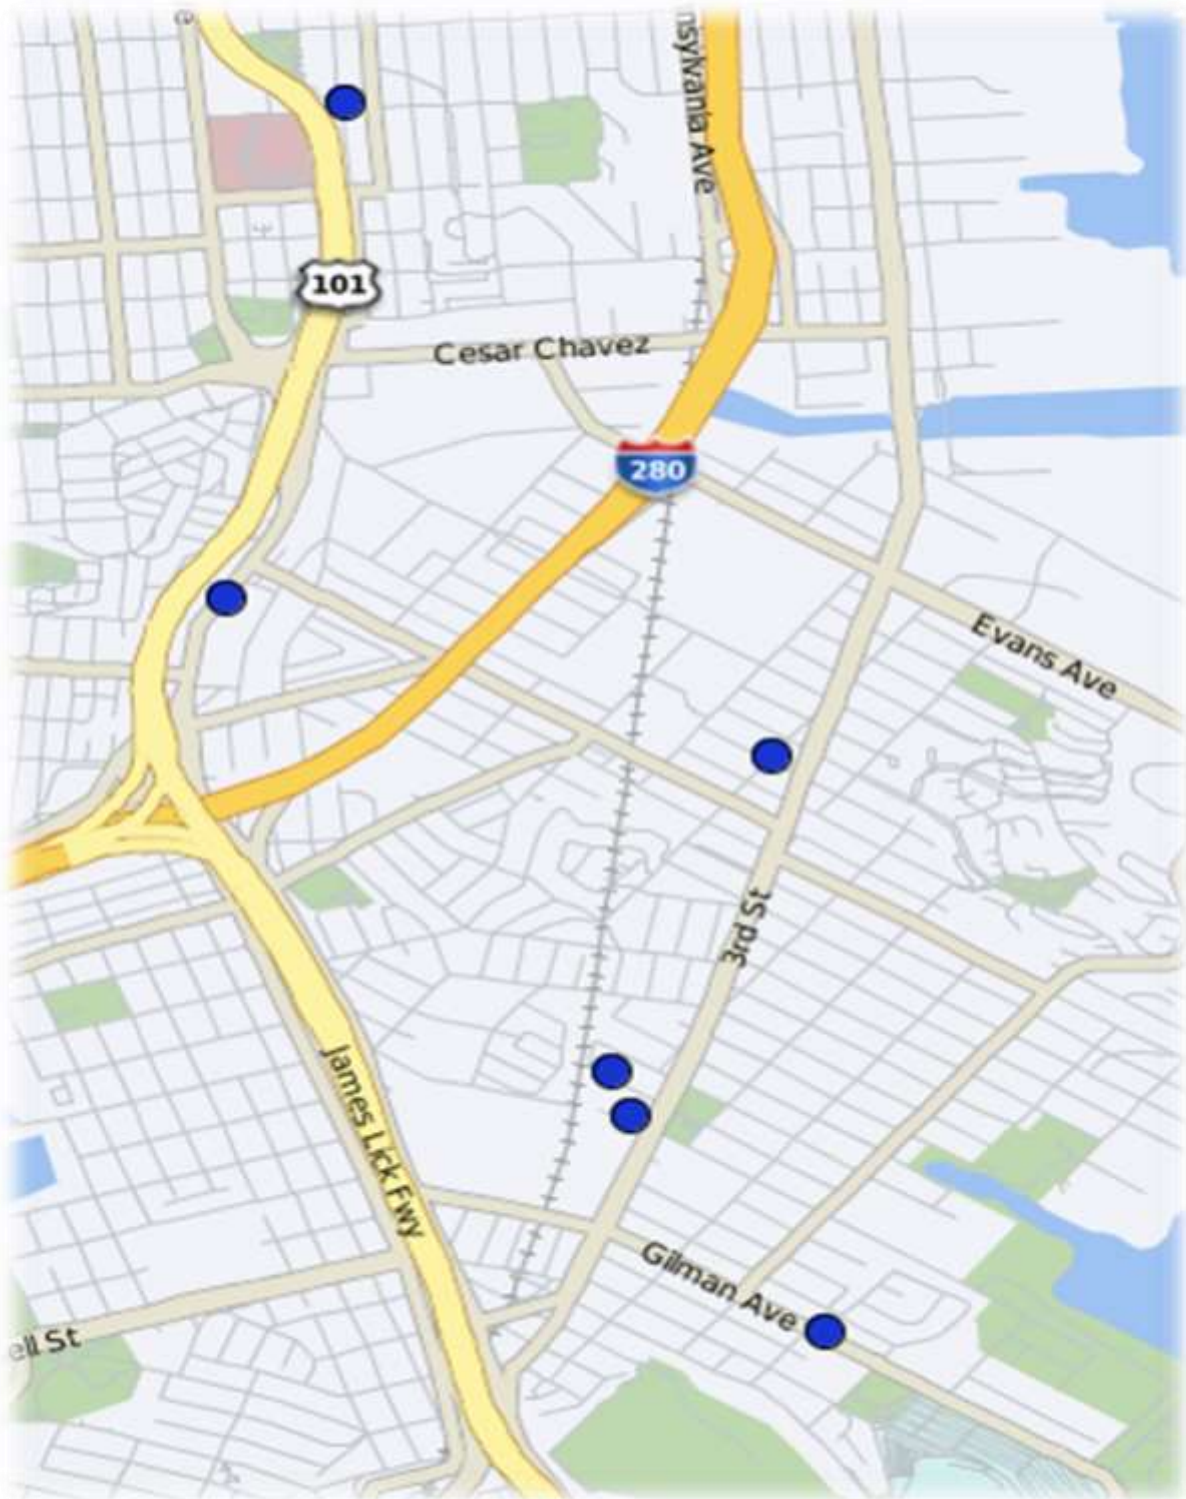 nsylvania Ave
101
Cesar Chavez
280
Evans Ave
3rd St
James Lick Fwy
Gilman Ave
ell St